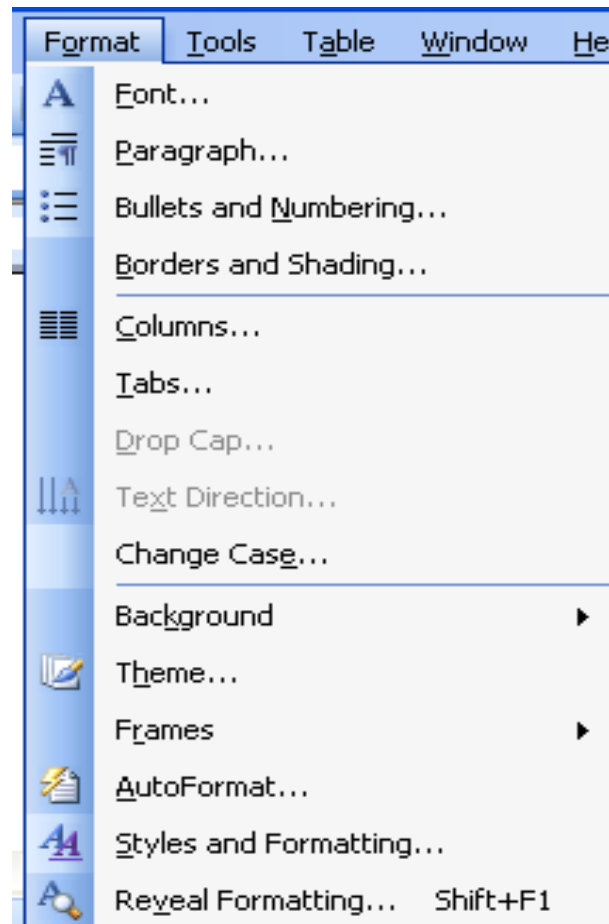 Format Tools Table Window He
Font...
Paragraph...
Bullets and Numbering...
Borders and Shading...
Columns...
Tabs...
Drop Cap...
Text Direction...
Change Case...
Background
Theme...
Frames
AutoFormat...
Styles and Formatting...
Reveal Formatting... Shift+F1